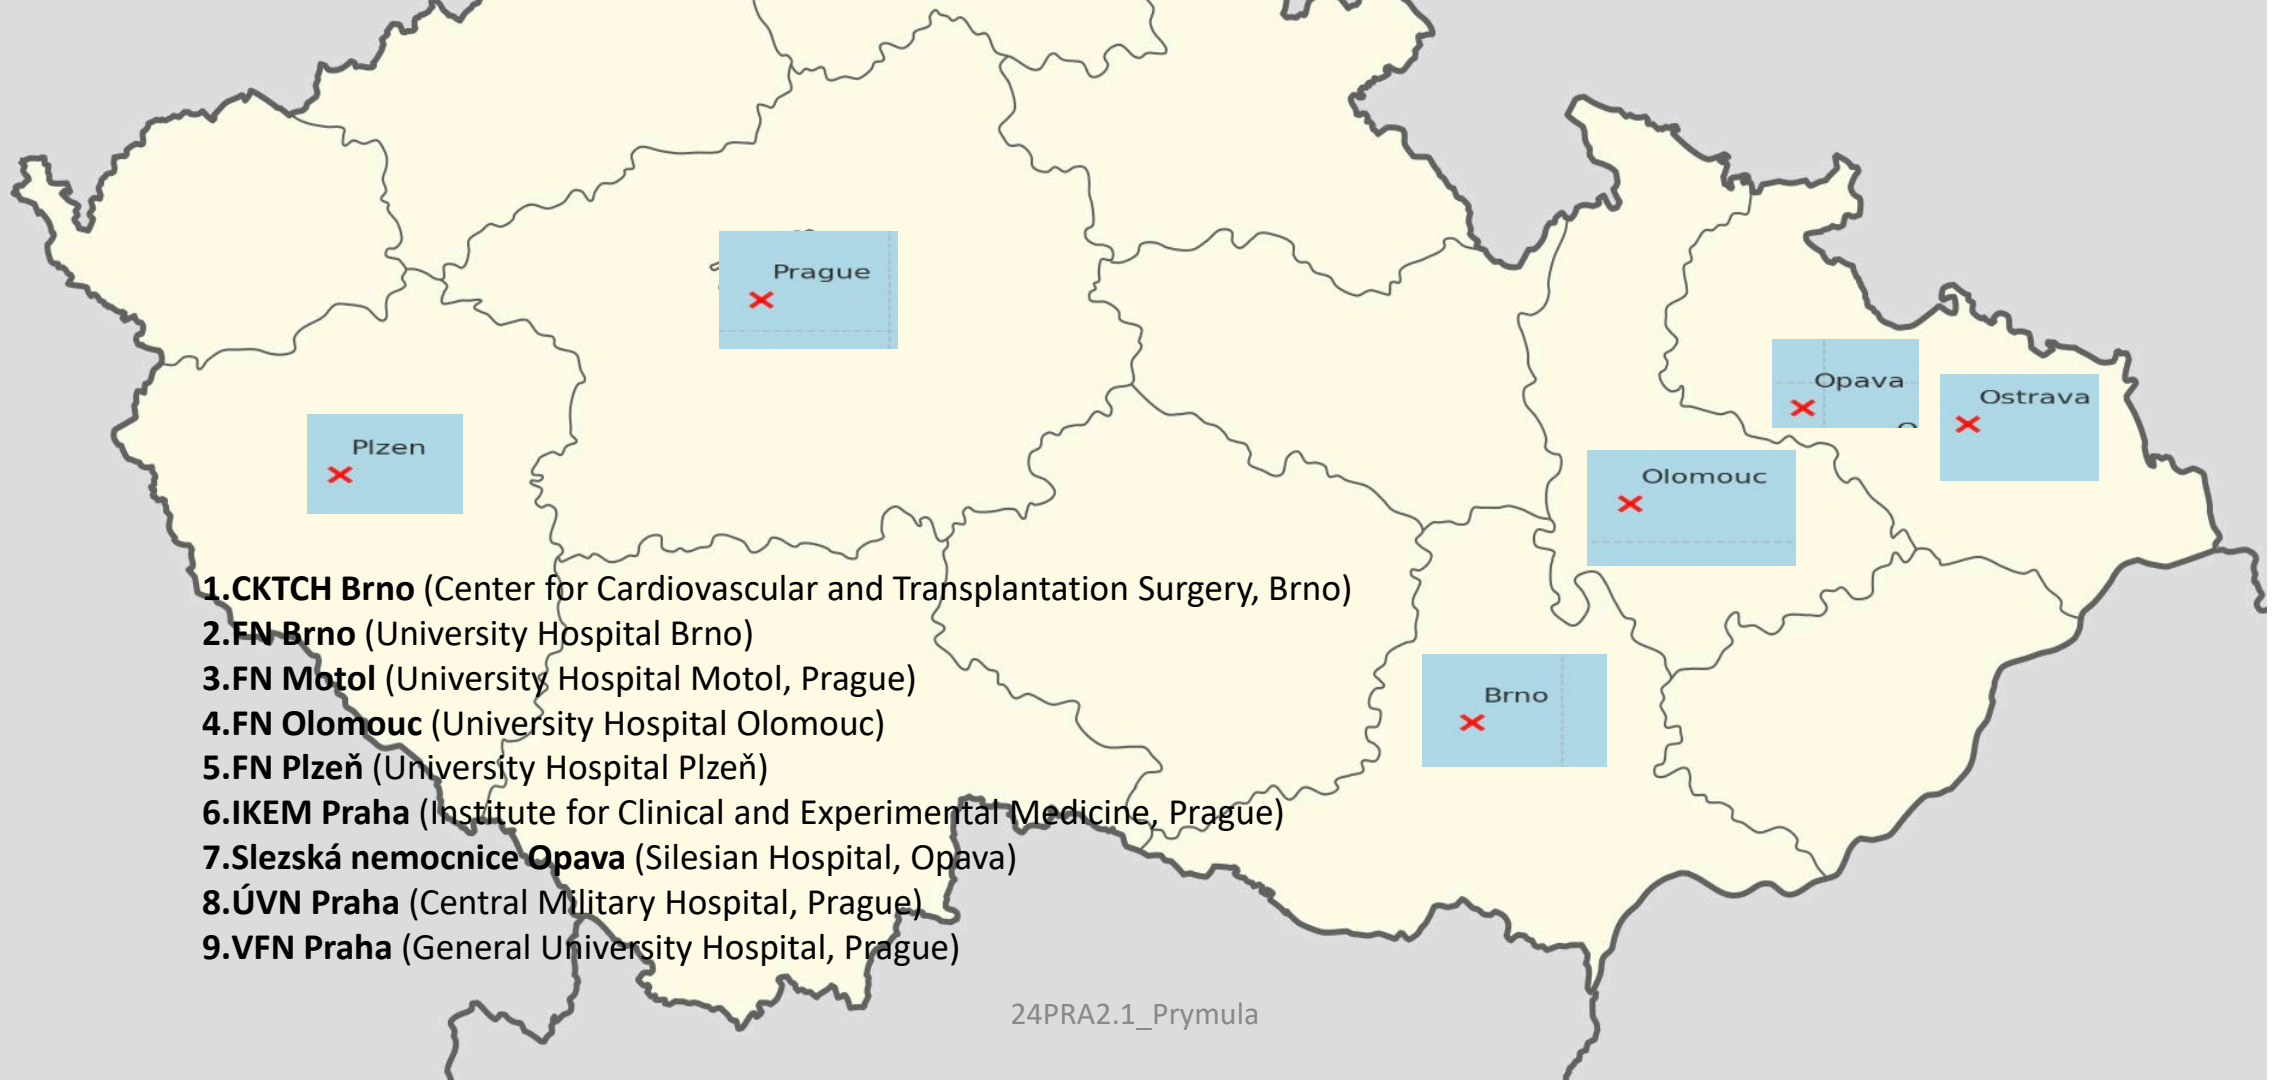 Prague
Opava
Ostrava
Plzen
Olomouc
1.CKTCH Brno (Center for Cardiovascular and Transplantation Surgery, Brno)
2.FN Brno (University Hospital Brno)
3.FN Motol (University Hospital Motol, Prague)
4.FN Olomouc (University Hospital Olomouc)
5.FN Plzeň (University Hospital Plzeň)
6.IKEM Praha (Institute for Clinical and Experimental Medicine, Prague)
7.Slezská nemocnice Opava (Silesian Hospital, Opava)
8.ÚVN Praha (Central Military Hospital, Prague)
9.VFN Praha (General University Hospital, Prague)
Brno
24PRA2.1_Prymula